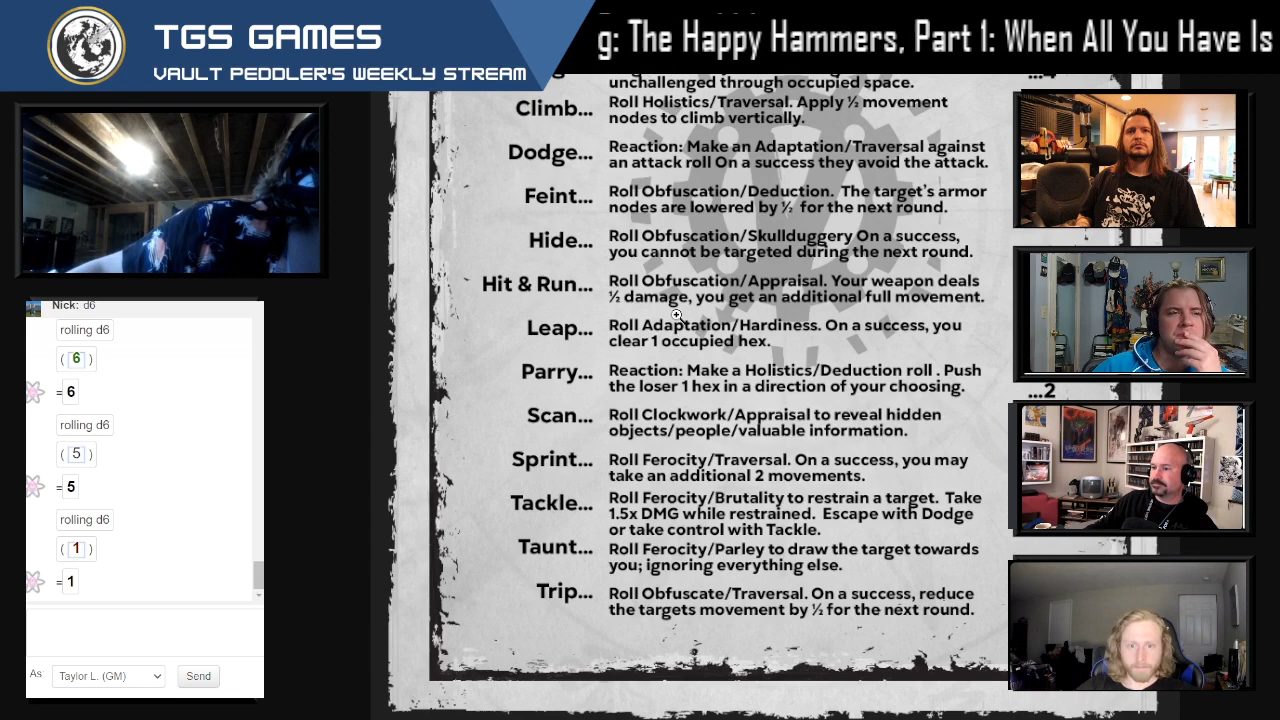 TGS GAMES
VAULT PEDDLER'S WEEKLY STREAM
g: The Happy Hammers, Part 1: When All You Have Is
unchallenged through occupied space.
...4
Climb...
Roll Holistics/Traversal. Apply ½ movement
nodes to climb vertically.
Dodge...
Reaction: Make an Adaptation/Traversal against
an attack roll On a success they avoid the attack.
Feint...
Roll Obfuscation/Deduction. The target's armor
nodes are lowered by ½ for the next round.
Hide...
Roll Obfuscation/Skullduggery On a success,
you cannot be targeted during the next round.
Hit & Run...
Roll Obfuscation/Appraisal. Your weapon deals
½ damage, you get an additional full movement.
Leap...
Roll Adaptation/Hardiness. On a success, you
clear 1 occupied hex.
Parry...
Reaction: Make a Holistics/Deduction roll . Push
the loser 1 hex in a direction of your choosing.
...2
Scan...
Roll Clockwork/Appraisal to reveal hidden
objects/people/valuable information.
Sprint...
Roll Ferocity/Traversal. On a success, you may
take an additional 2 movements.
Tackle...
Roll Ferocity/Brutality to restrain a target. Take
1.5x DMG while restrained. Escape with Dodge
or take control with Tackle.
Taunt...
Roll Ferocity/Parley to draw the target towards
you; ignoring everything else.
Trip...
Roll Obfuscate/Traversal. On a success, reduce
the targets movement by ½ for the next round.
Nick: d6
rolling d6
( 6 )
= 6
rolling d6
( 5 )
= 5
rolling d6
( 1 )
= 1
As: Taylor L. (GM) Send